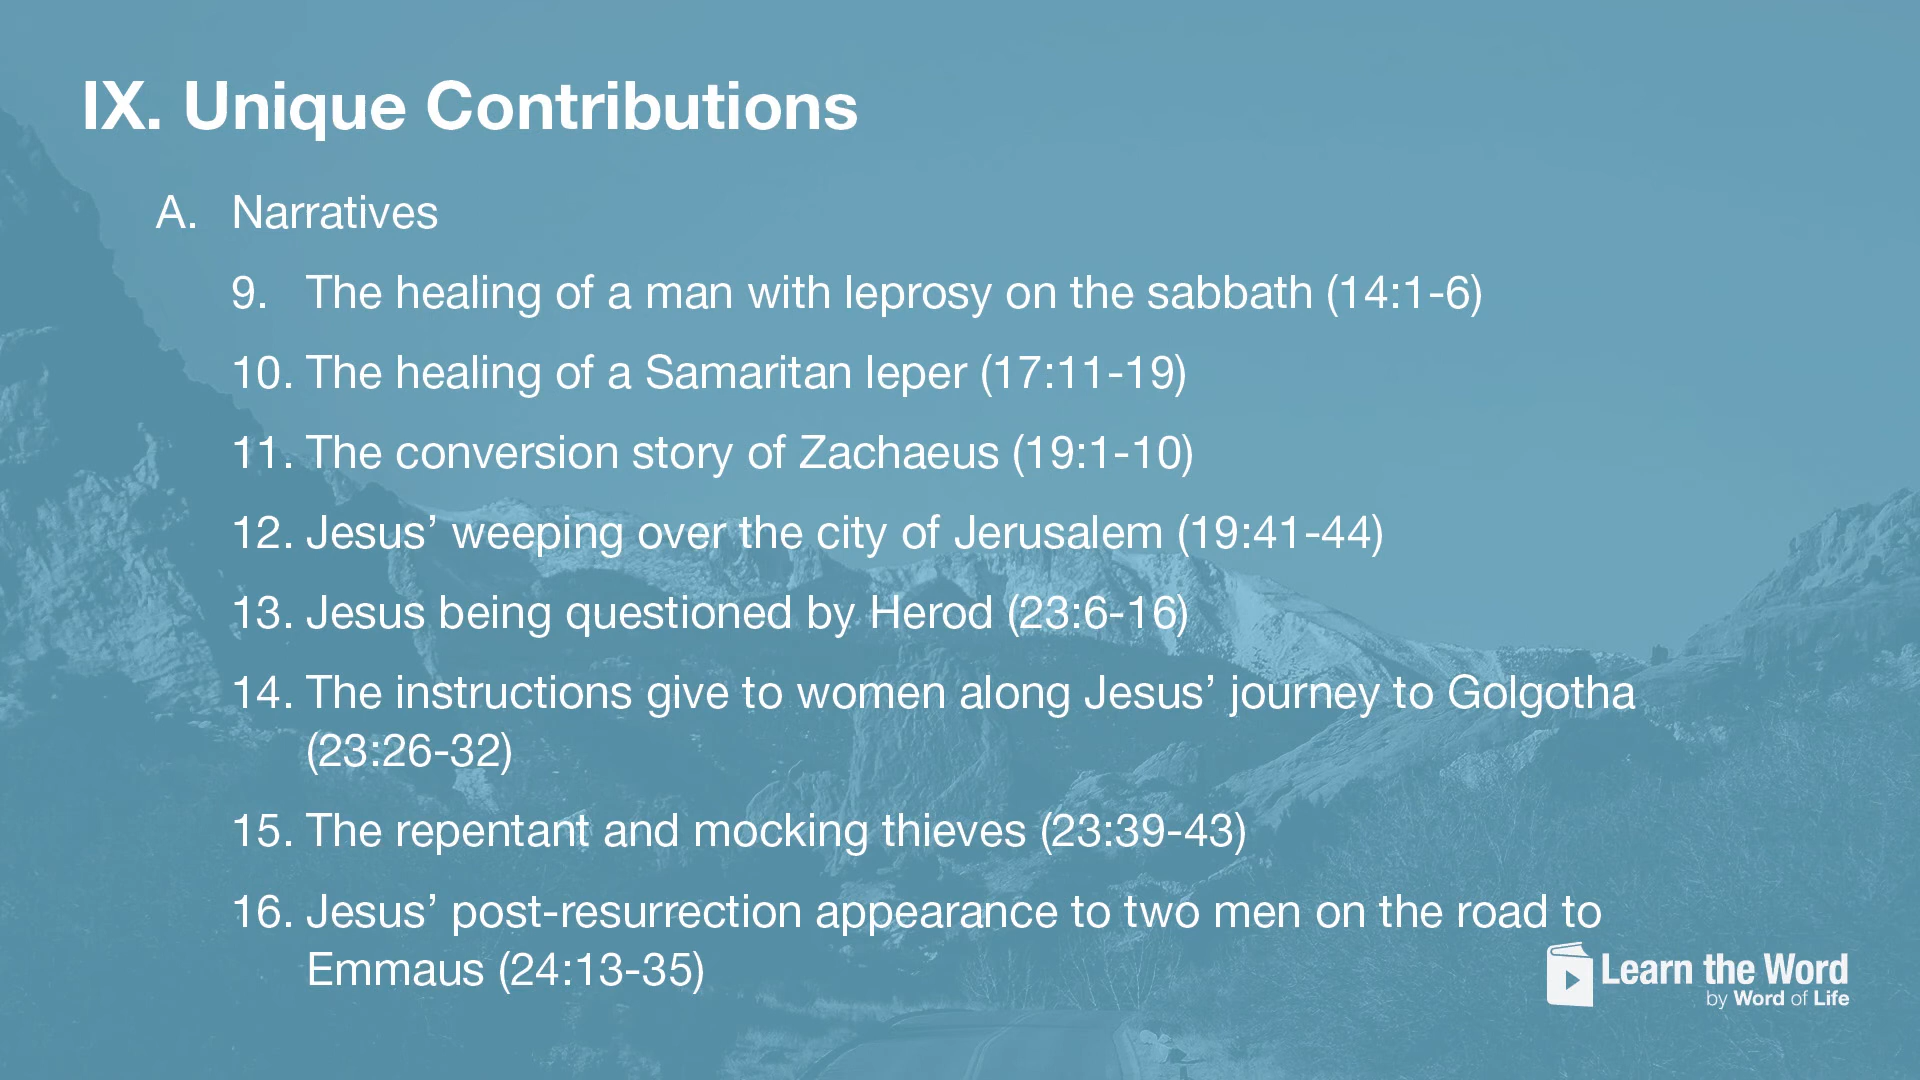 IX. Unique Contributions
A. Narratives
9. The healing of a man with leprosy on the sabbath (14:1-6)
10. The healing of a Samaritan leper (17:11-19)
11. The conversion story of Zachaeus (19:1-10)
12. Jesus’ weeping over the city of Jerusalem (19:41-44)
13. Jesus being questioned by Herod (23:6-16)
14. The instructions give to women along Jesus’ journey to Golgotha
(23:26-32)
15. The repentant and mocking thieves (23:39-43)
16. Jesus’ post-resurrection appearance to two men on the road to
Emmaus (24:13-35)
Learn the Word
by Word of Life